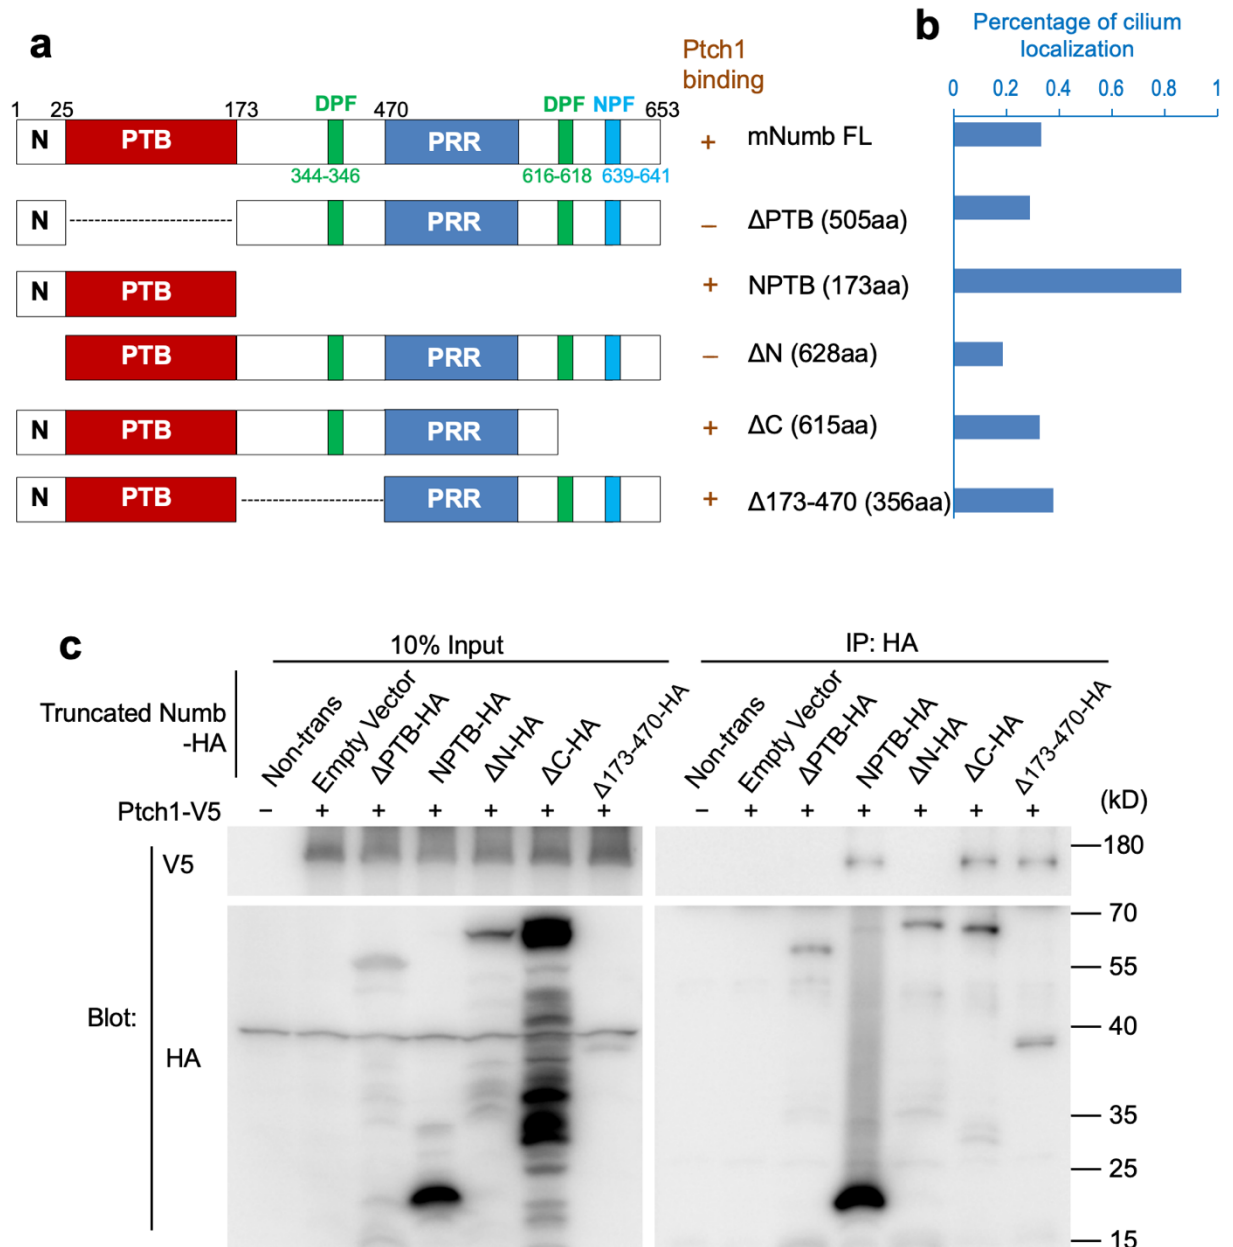 a
Ptch1
binding
b
Percentage of cilium
localization
0 0.2 0.4 0.6 0.8 1
1 25 173 DPF 470 DPF NPF 653
N PTB PRR + mNumb FL
344-346 616-618 639-641
N PRR – ΔPTB (505aa)
N PTB + NPTB (173aa)
PTB PRR – ΔN (628aa)
N PTB PRR + ΔC (615aa)
N PTB PRR + Δ173-470 (356aa)
c
10% Input IP: HA
Truncated Numb
-HA
Non-trans Empty Vector ΔPTB-HA NPTB-HA ΔN-HA ΔC-HA Δ173-470-HA Non-trans Empty Vector ΔPTB-HA NPTB-HA ΔN-HA ΔC-HA Δ173-470-HA
Ptch1-V5 – + + + + + + – + + + + + + (kD)
V5 180
70
55
Blot: 40
HA
35
25
15